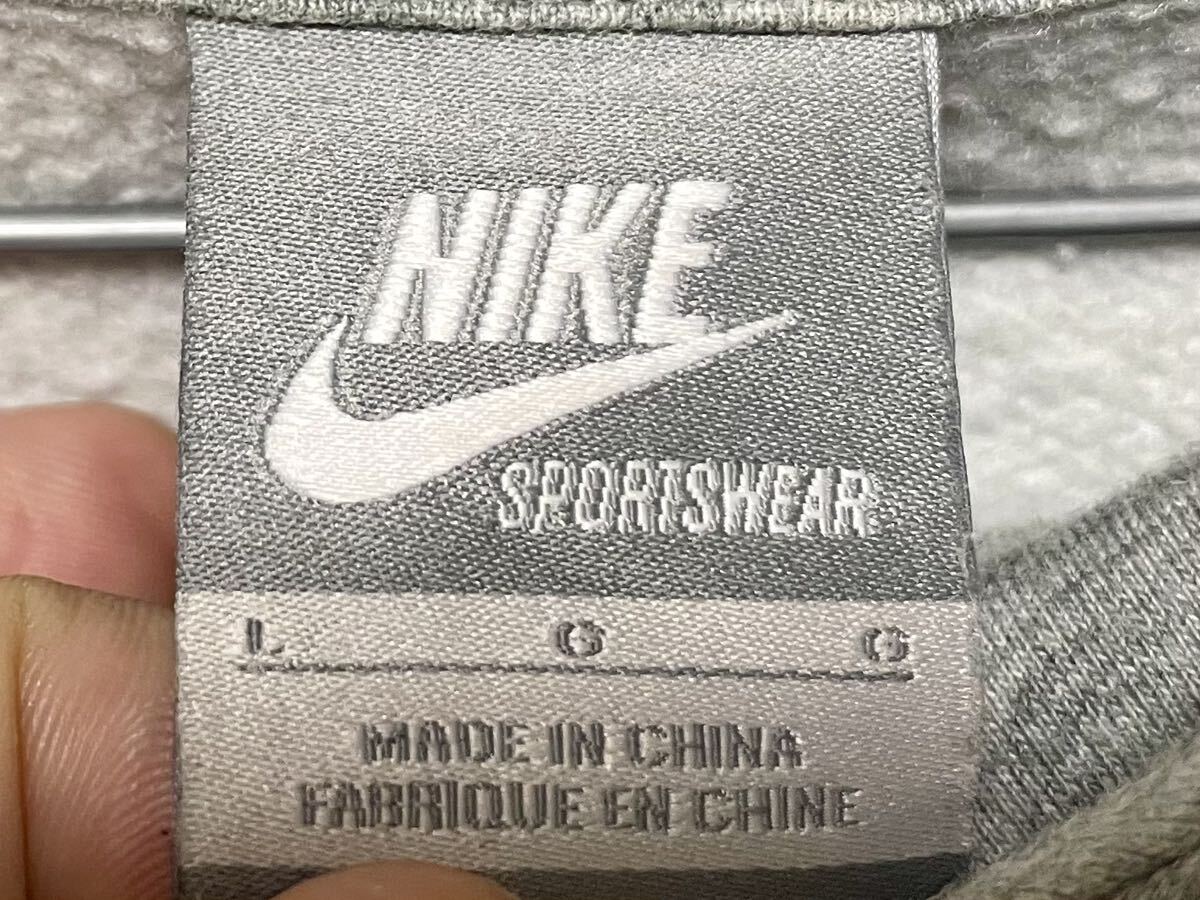 NIKE
SPORTSWEAR
L G G
MADE IN CHINA
FABRIQUE EN CHINE